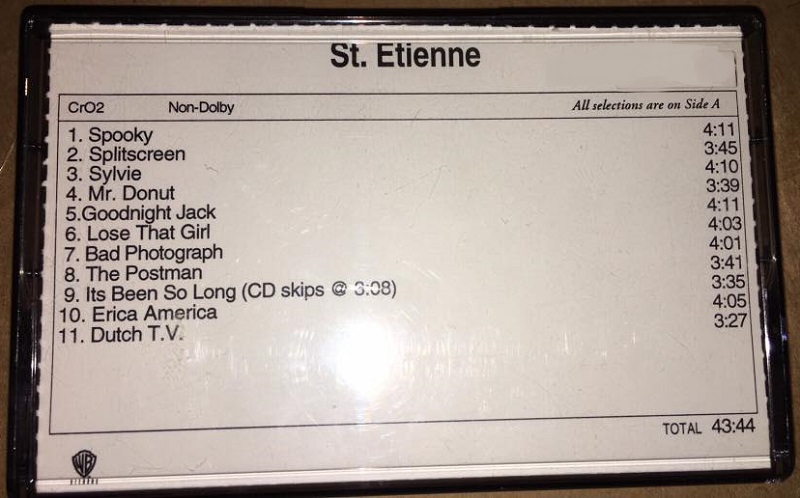 St. Etienne
CrO2 Non-Dolby All selections are on Side A
1. Spooky 4:11
2. Splitscreen 3:45
3. Sylvie 4:10
4. Mr. Donut 3:39
5.Goodnight Jack 4:11
6. Lose That Girl 4:03
7. Bad Photograph 4:01
8. The Postman 3:41
9. Its Been So Long (CD skips @ 3:08) 3:35
10. Erica America 4:05
11. Dutch T.V. 3:27
TOTAL 43:44
WB